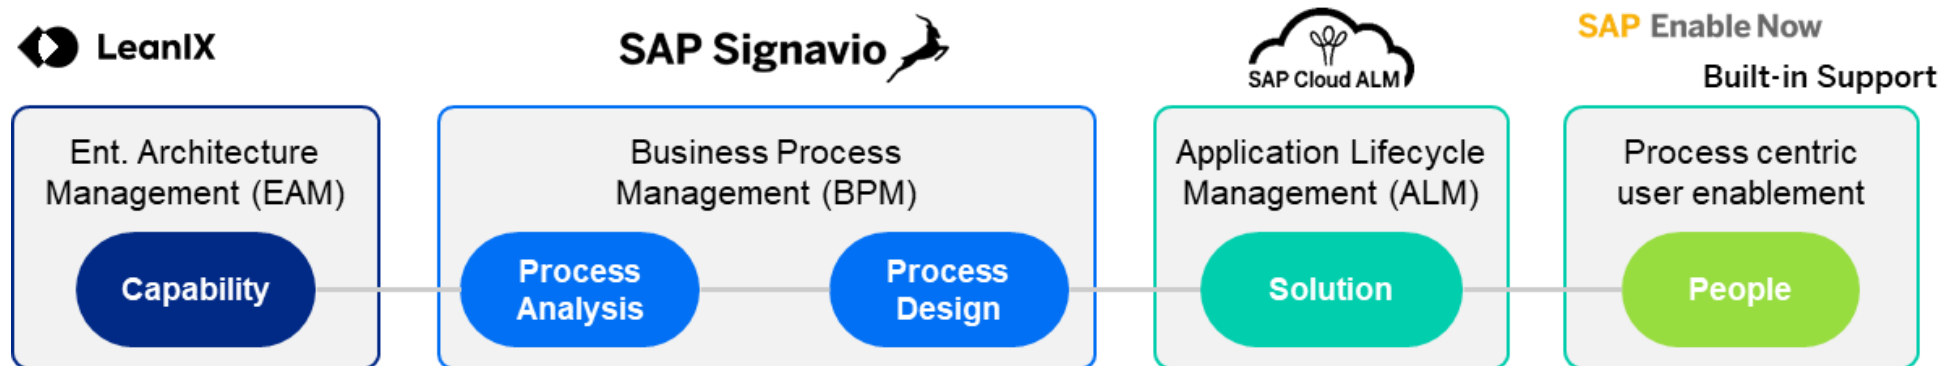 LeanIX
SAP Signavio
SAP Cloud ALM
SAP Enable Now
Built-in Support
Ent. Architecture
Management (EAM)
Capability
Business Process
Management (BPM)
Process
Analysis
Process
Design
Application Lifecycle
Management (ALM)
Solution
Process centric
user enablement
People